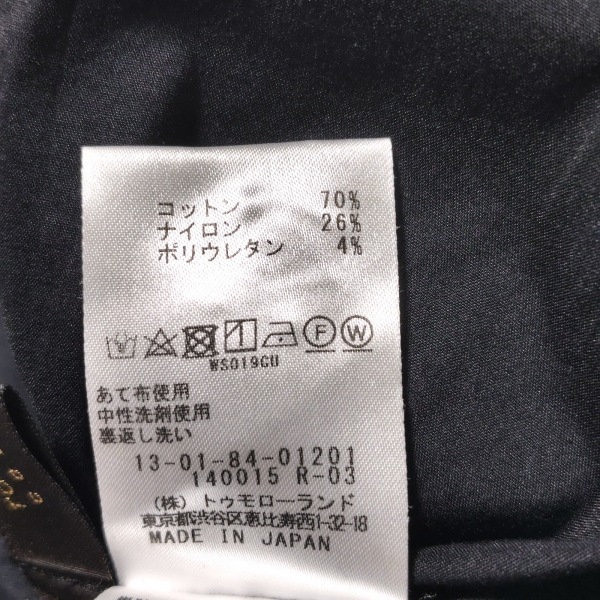 コットン 70%
ナイロン 26%
ポリウレタン 4%
F W
WS019CU
あて布使用
中性洗剤使用
裏返し洗い
13-01-84-01201
140015 R-03
(株) トゥモローランド
東京都渋谷区恵比寿西1-32-18
MADE IN JAPAN